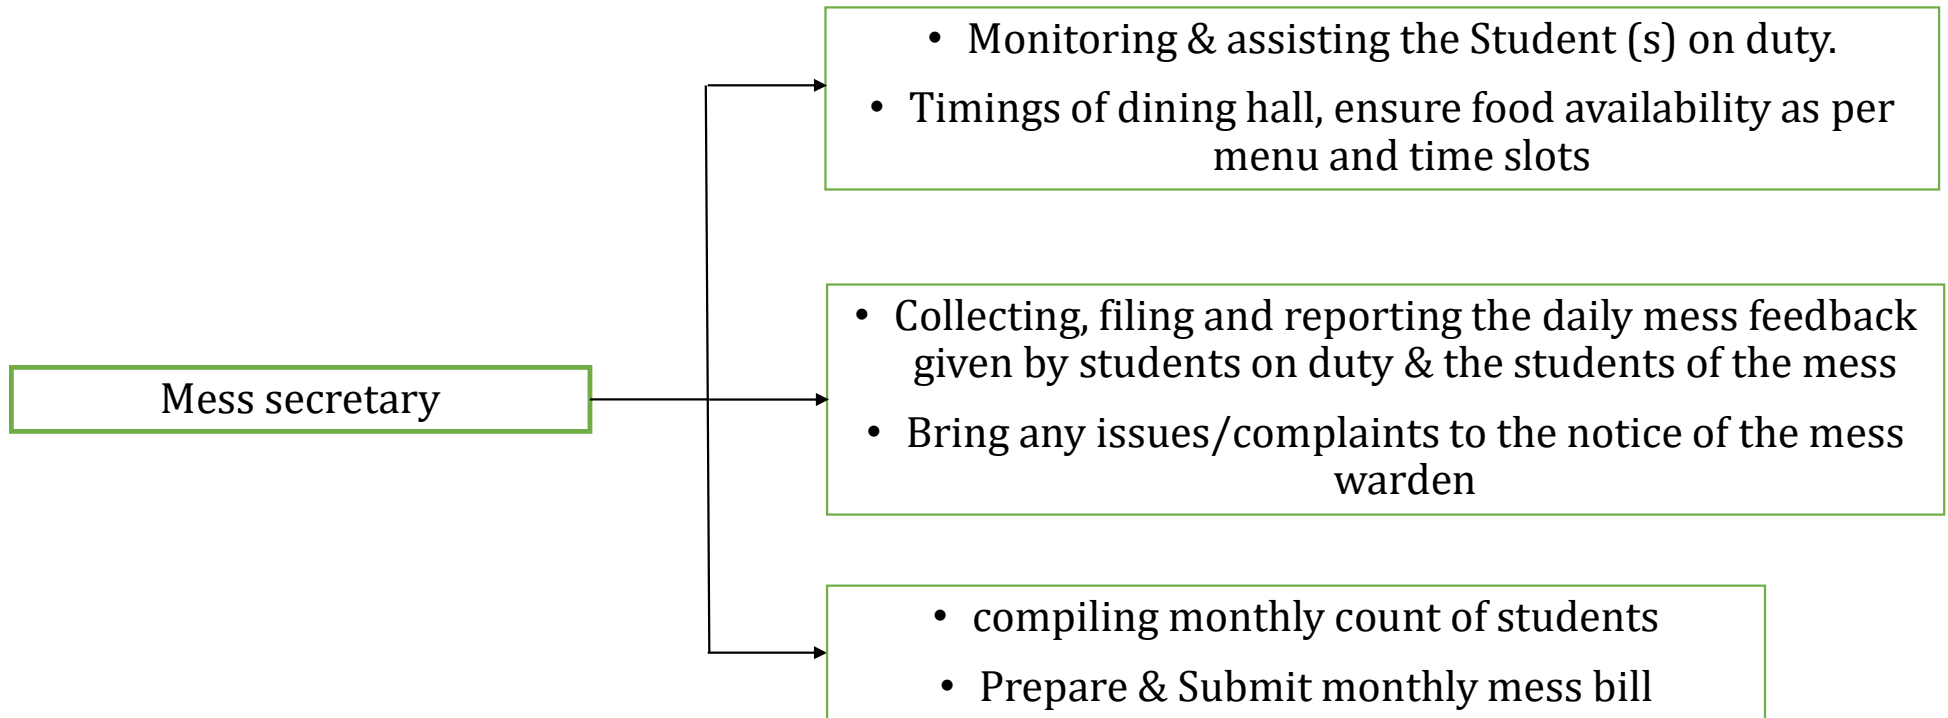 • Monitoring & assisting the Student (s) on duty.
• Timings of dining hall, ensure food availability as per
menu and time slots
Mess secretary
• Collecting, filing and reporting the daily mess feedback
given by students on duty & the students of the mess
• Bring any issues/complaints to the notice of the mess
warden
• compiling monthly count of students
• Prepare & Submit monthly mess bill